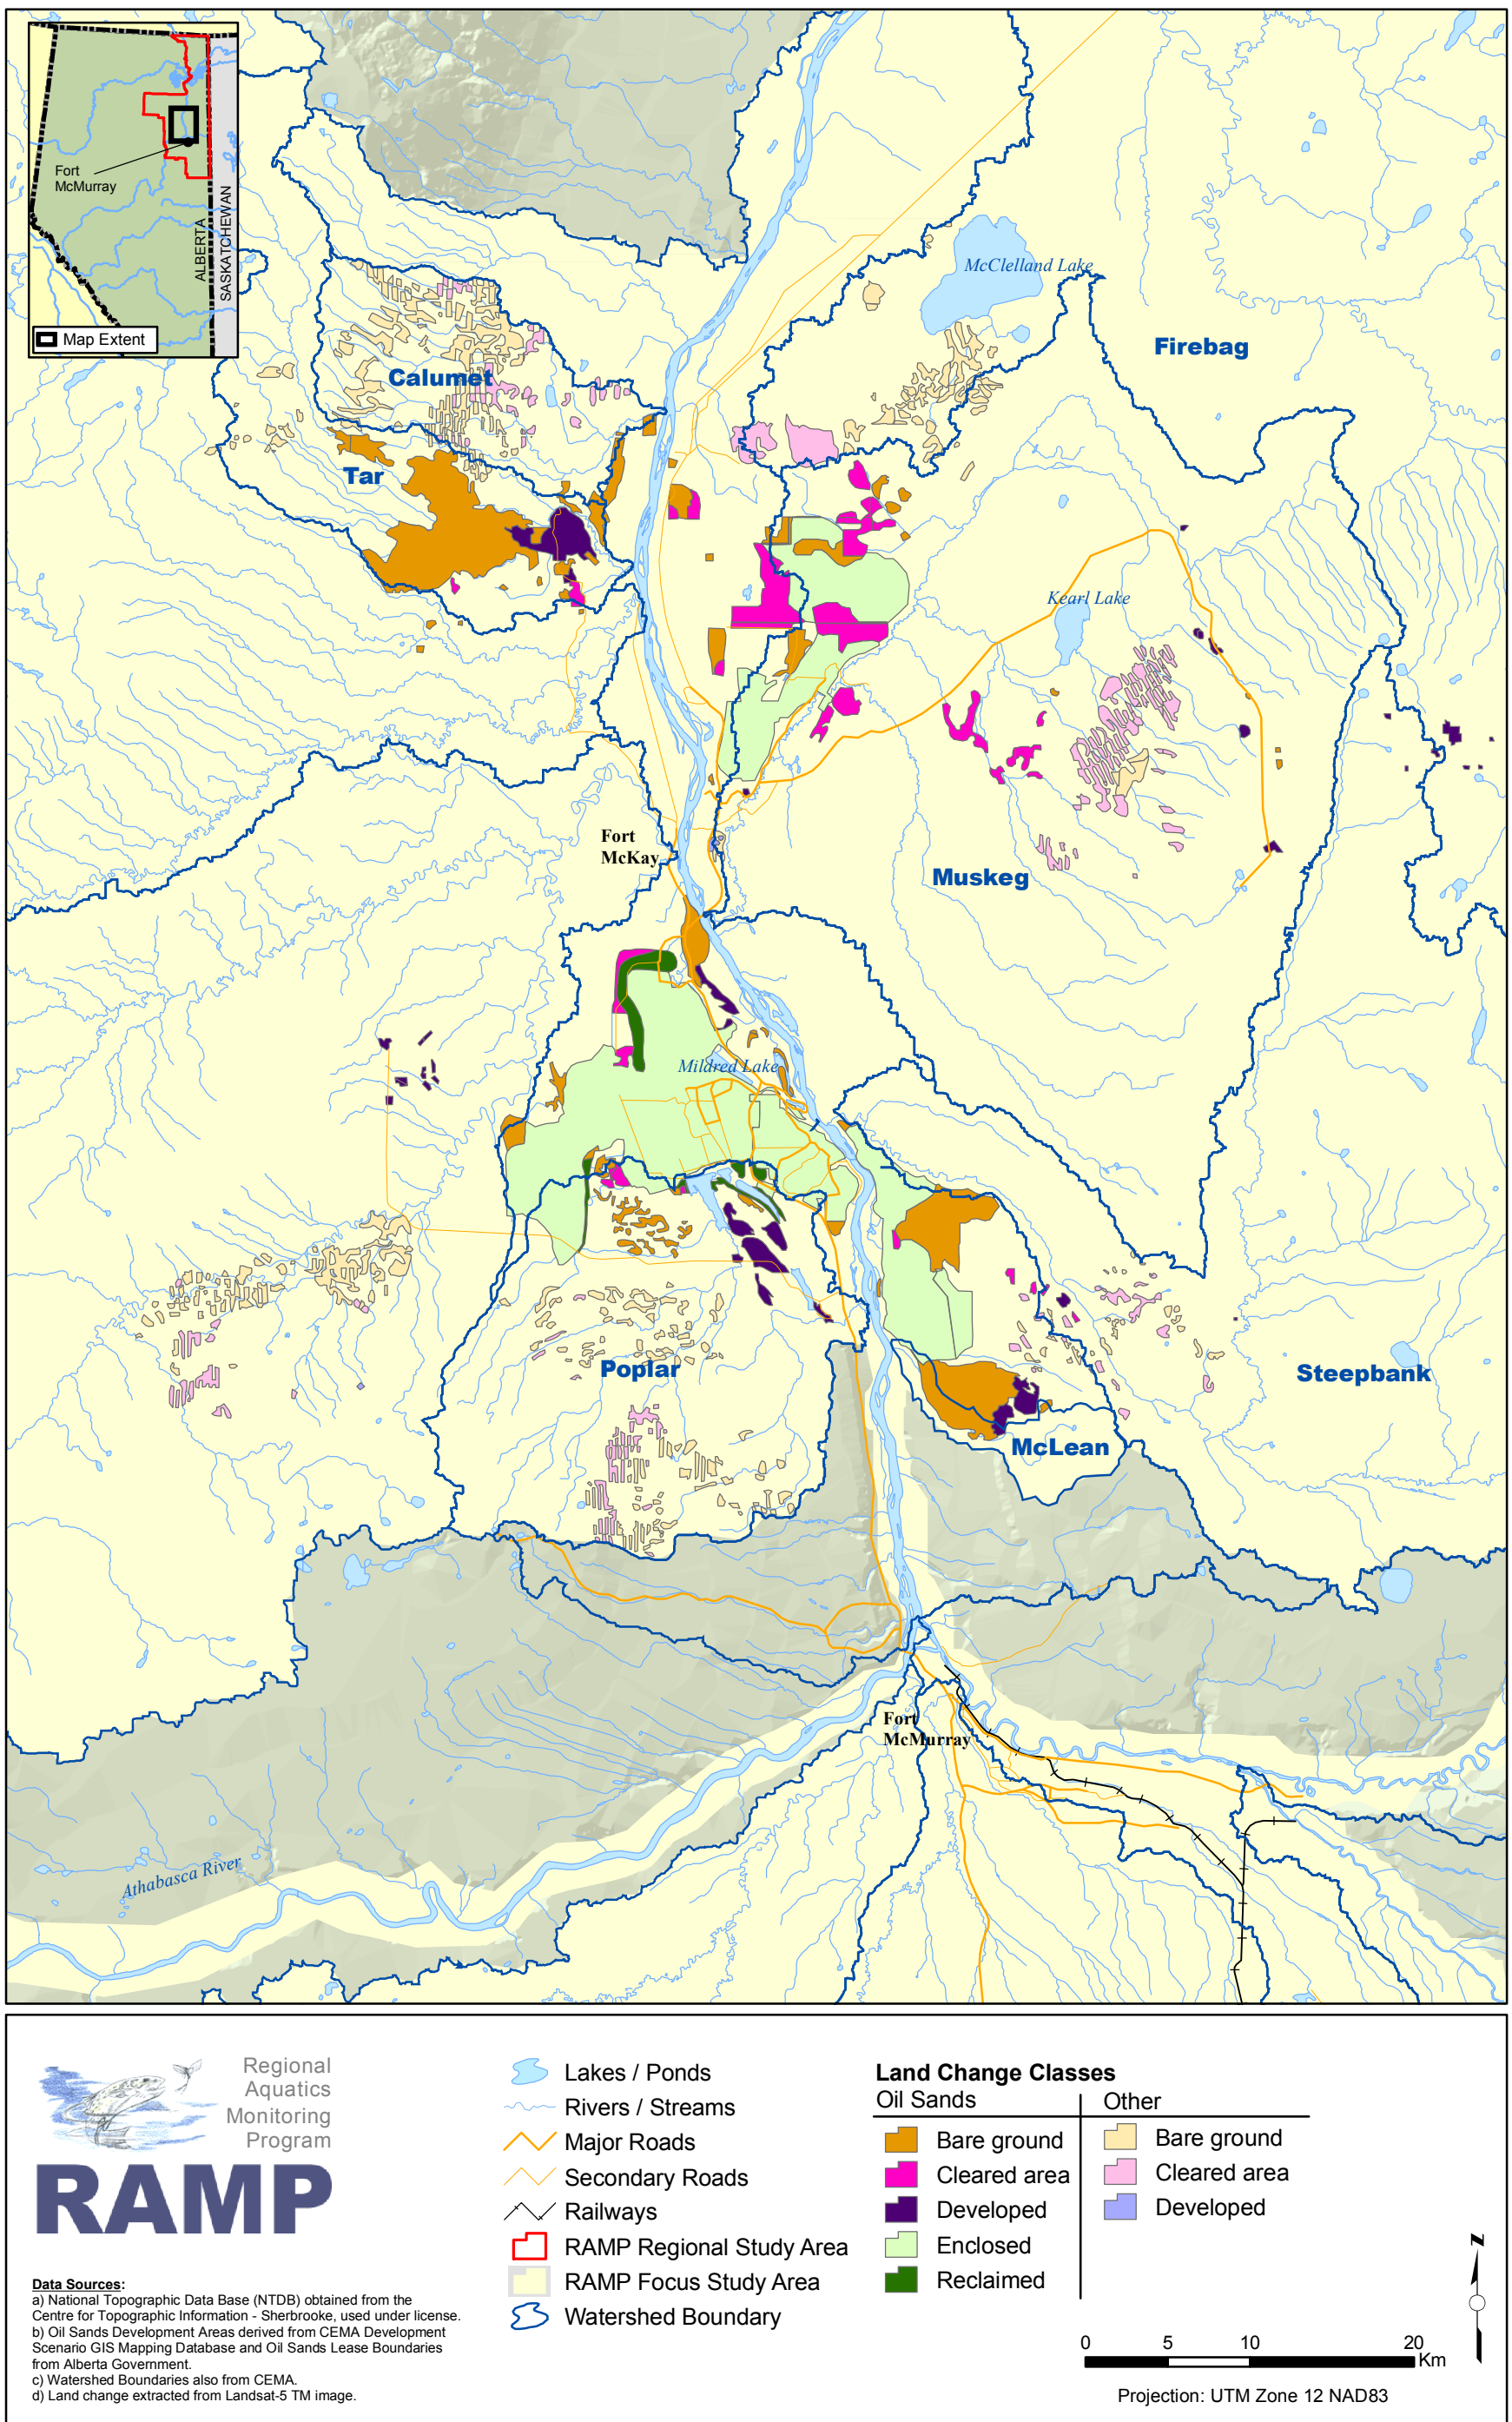 Fort
McMurray
ALBERTA
SASKATCHEWAN
Map Extent
McClelland Lake
Firebag
Calumet
Tar
Kearl Lake
Fort
McKay
Muskeg
Mildred Lake
Poplar
Steepbank
McLean
Fort
McMurray
Athabasca River
Regional
Aquatics
Monitoring
Program
RAMP
Data Sources:
a) National Topographic Data Base (NTDB) obtained from the
Centre for Topographic Information - Sherbrooke, used under license.
b) Oil Sands Development Areas derived from CEMA Development
Scenario GIS Mapping Database and Oil Sands Lease Boundaries
from Alberta Government.
c) Watershed Boundaries also from CEMA.
d) Land change extracted from Landsat-5 TM image.
Lakes / Ponds
Rivers / Streams
Major Roads
Secondary Roads
Railways
RAMP Regional Study Area
RAMP Focus Study Area
Watershed Boundary
Land Change Classes
Oil Sands
Bare ground
Cleared area
Developed
Enclosed
Reclaimed
Other
Bare ground
Cleared area
Developed
N
0 5 10 20
Km
Projection: UTM Zone 12 NAD83